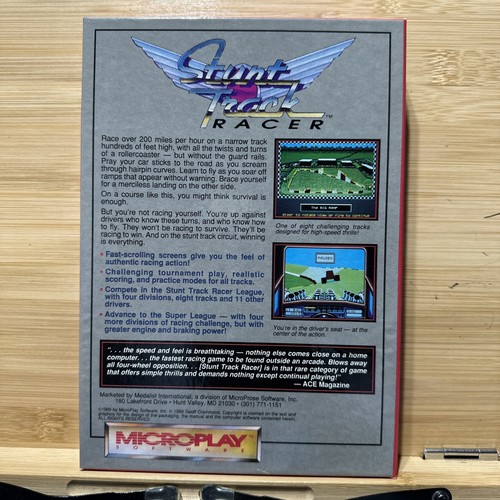 Stunt
Track
RACER™
Race over 200 miles per hour on a narrow track
hundreds of feet high, with all the twists and turns
of a rollercoaster — but without the guard rails.
Pray your car sticks to the road as you scream
through hairpin curves. Learn to fly as you soar off
ramps that appear without warning. Brace yourself
for a merciless landing on the other side.
On a course like this, you might think survival is
enough.
But you're not racing yourself. You're up against
drivers who know these turns, and who know how
to fly. They won't be racing to survive. They'll be
racing to win. And on the stunt track circuit, winning
is everything.
• Fast-scrolling screens give you the feel of
authentic racing action!
• Challenging tournament play, realistic
scoring, and practice modes for all tracks.
• Compete in the Stunt Track Racer League,
with four divisions, eight tracks and 11 other
drivers.
• Advance to the Super League — with four
more divisions of racing challenge, but with
greater engine and braking power!
The BIG RAMP
One of eight challenging tracks
designed for high-speed thrills!
PAUSED
You're in the driver's seat — at
the center of the action.
". . . the speed and feel is breathtaking — nothing else comes close on a home
computer. . . the fastest racing game to be found outside an arcade. Blows away
all four-wheel opposition. . . [Stunt Track Racer] is in that rare category of game
that offers simple thrills and demands nothing except continual playing!"
— ACE Magazine
Marketed by Medalist International, a division of MicroProse Software, Inc.
180 Lakefront Drive • Hunt Valley, MD 21030 • (301) 771-1151
ALL RIGHTS RESERVED.
MICROPLAY
SOFTWARE